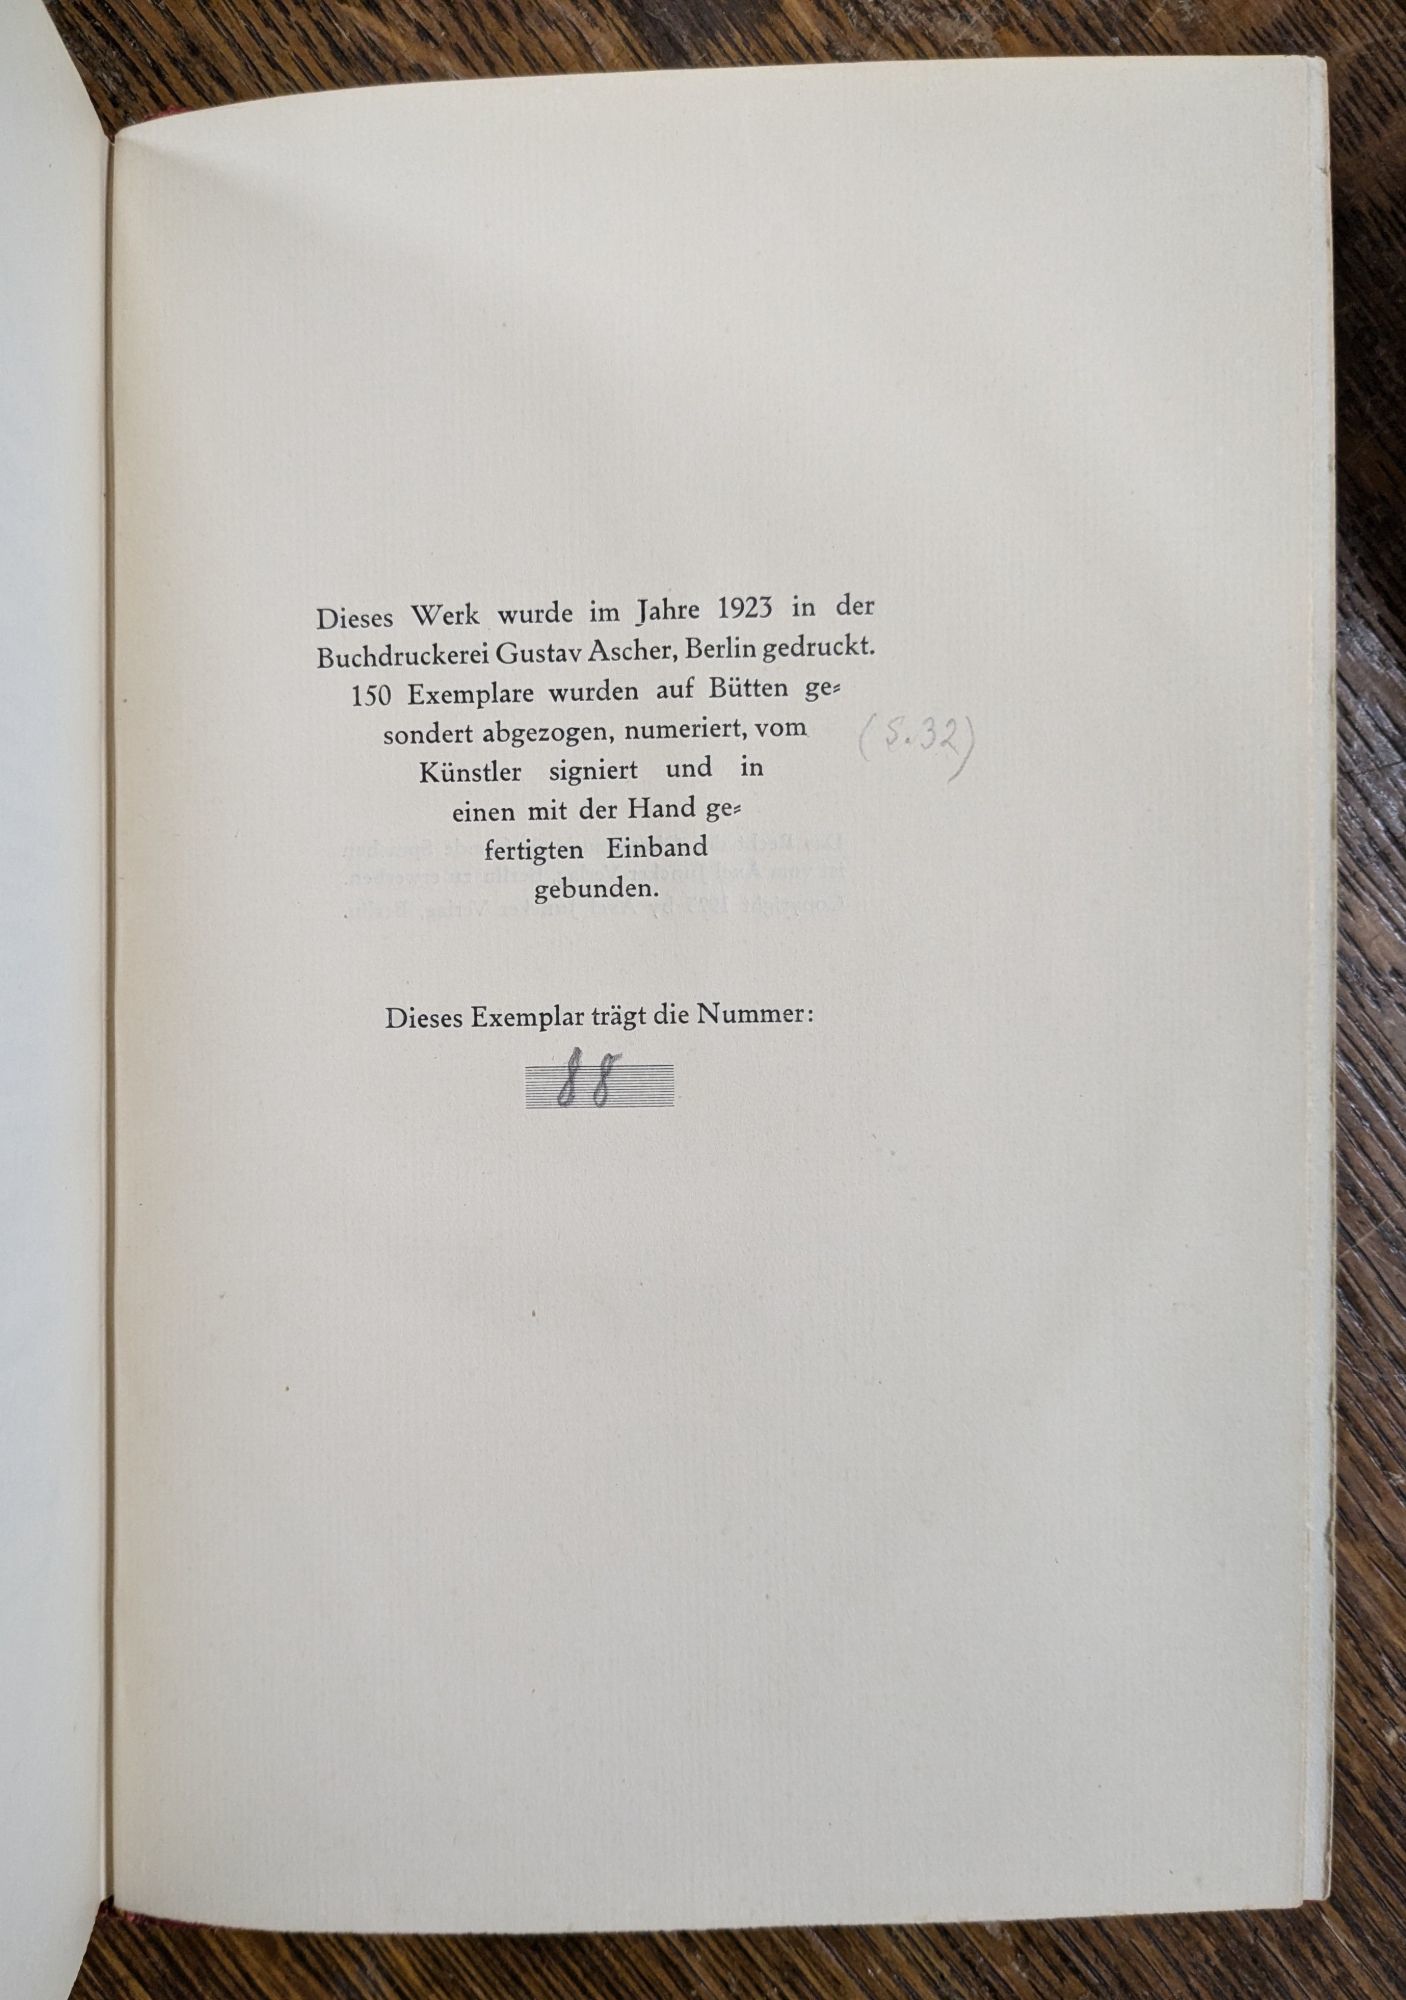 Dieses Werk wurde im Jahre 1923 in der
Buchdruckerei Gustav Ascher, Berlin gedruckt.
150 Exemplare wurden auf Bütten ge⸗
sondert abgezogen, numeriert, vom
(S. 32)
Künstler signiert und in
einen mit der Hand ge⸗
fertigten Einband
gebunden.
Dieses Exemplar trägt die Nummer:
88